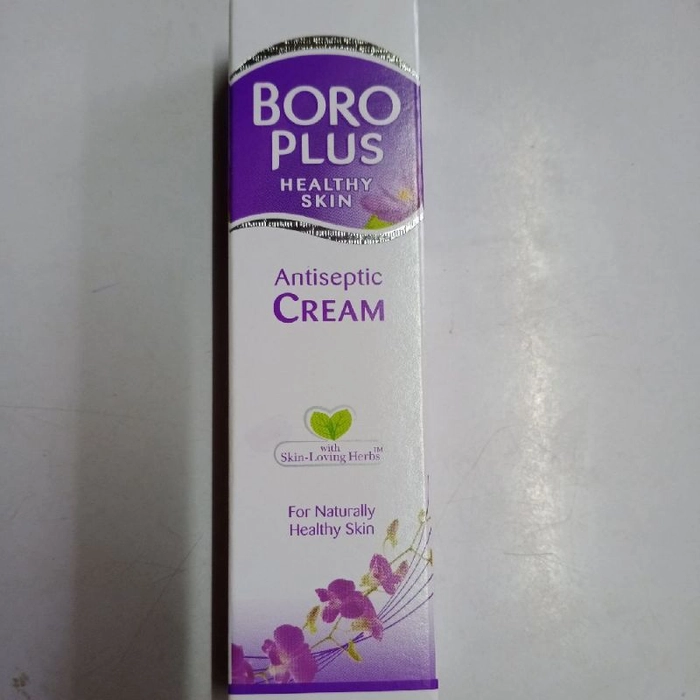 BORO
PLUS
HEALTHY
SKIN
Antiseptic
CREAM
with
Skin-Loving Herbs™
For Naturally
Healthy Skin